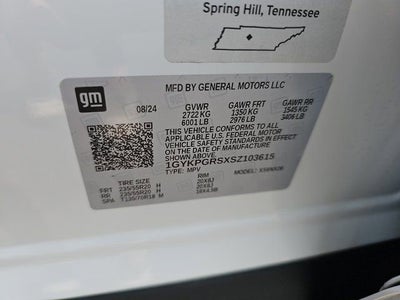 Spring Hill, Tennessee
gm
MFD BY GENERAL MOTORS LLC
08/24 GVWR GAWR FRT GAWR RR
2722 KG 1350 KG 1545 KG
6001 LB 2976 LB 3406 LB
THIS VEHICLE CONFORMS TO ALL
APPLICABLE U.S. FEDERAL MOTOR
VEHICLE SAFETY STANDARDS
IN EFFECT ON THE DATE OF
MANUFACTURE SHOWN ABOVE.
1GYKPGRSXSZ103615
TYPE: MPV MODEL:
TIRE SIZE RIM
FRT 235/55R20 H 20X8J
RR 235/55R20 H 20X8J
SPA T135/70R18 M 18X4.5B